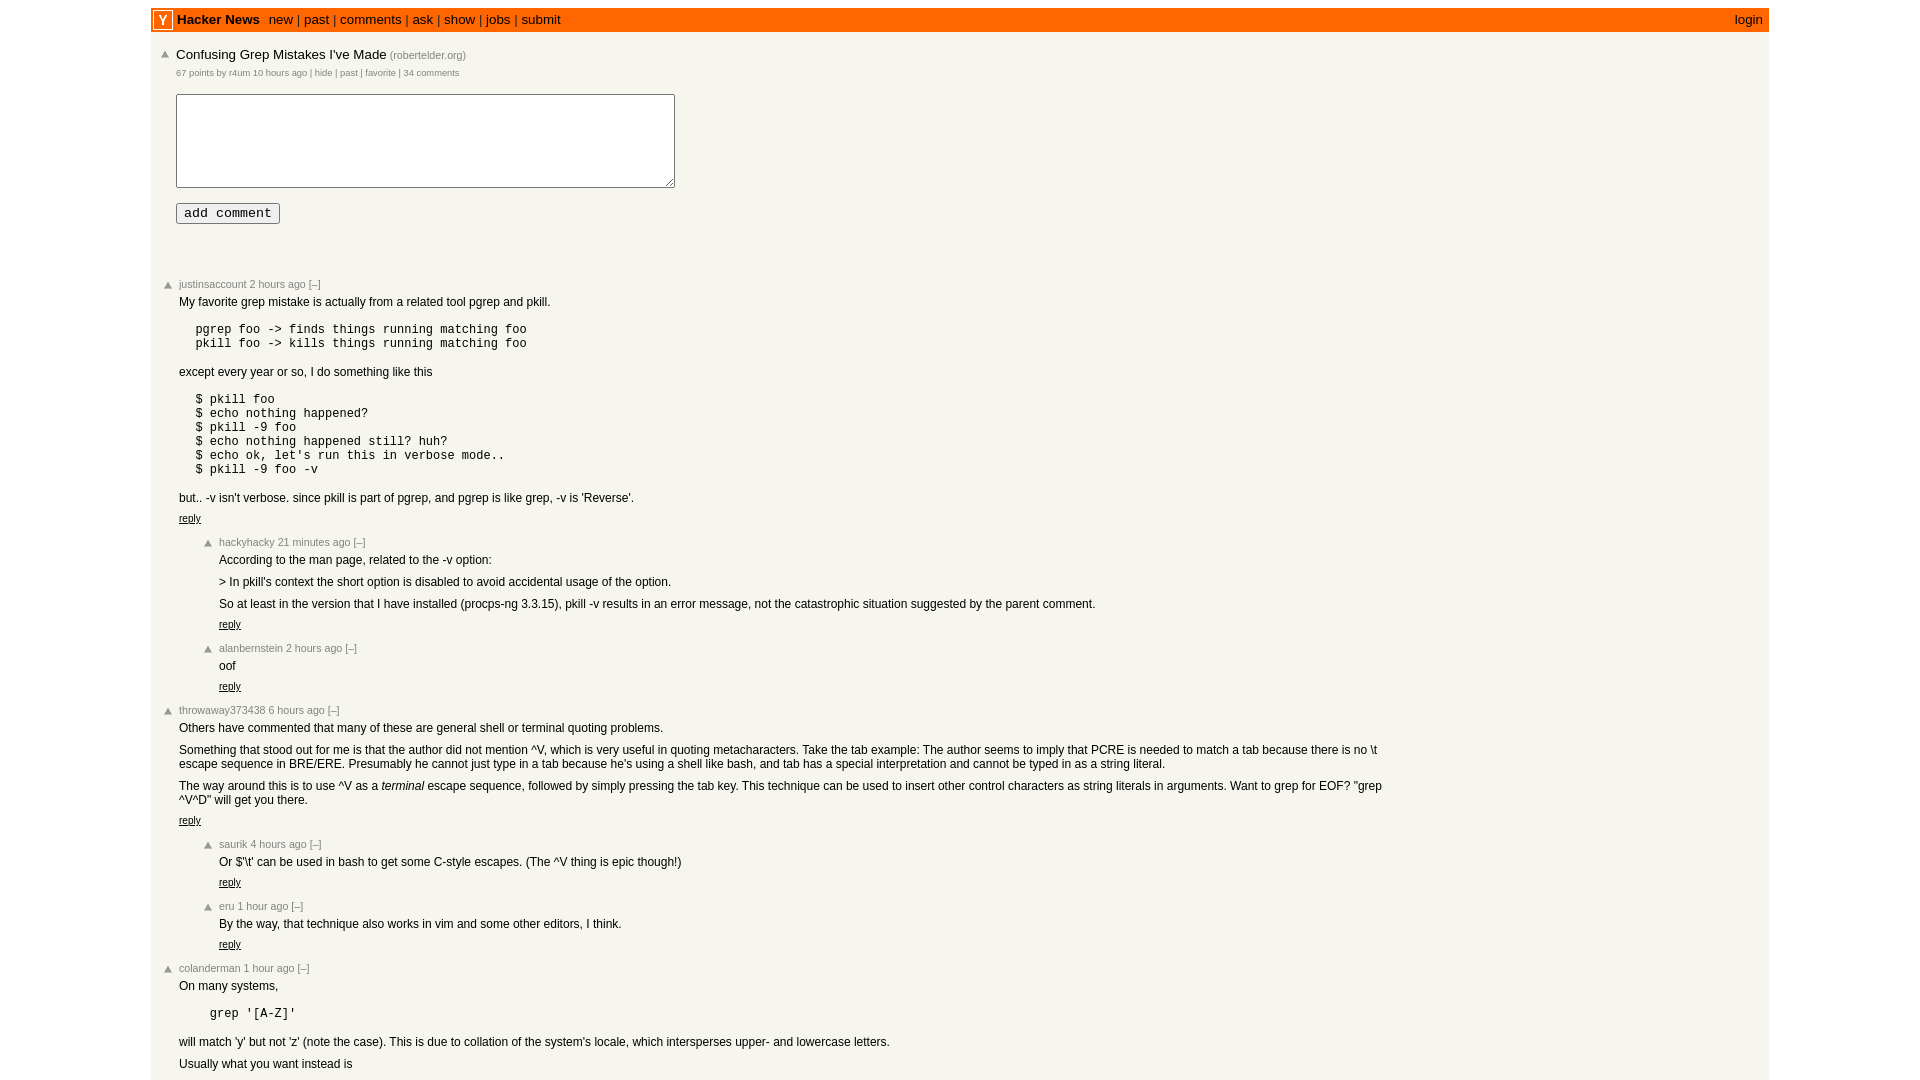 Y Hacker News new | past | comments | ask | show | jobs | submit login
Confusing Grep Mistakes I've Made (robertelder.org)
67 points by r4um 10 hours ago | hide | past | favorite | 34 comments
add comment
justinsaccount 2 hours ago [–]
My favorite grep mistake is actually from a related tool pgrep and pkill.
pgrep foo -> finds things running matching foo
pkill foo -> kills things running matching foo
except every year or so, I do something like this
$ pkill foo
$ echo nothing happened?
$ pkill -9 foo
$ echo nothing happened still? huh?
$ echo ok, let's run this in verbose mode..
$ pkill -9 foo -v
but.. -v isn't verbose. since pkill is part of pgrep, and pgrep is like grep, -v is 'Reverse'.
reply
hackyhacky 21 minutes ago [–]
According to the man page, related to the -v option:
> In pkill's context the short option is disabled to avoid accidental usage of the option.
So at least in the version that I have installed (procps-ng 3.3.15), pkill -v results in an error message, not the catastrophic situation suggested by the parent comment.
reply
alanbernstein 2 hours ago [–]
oof
reply
throwaway373438 6 hours ago [–]
Others have commented that many of these are general shell or terminal quoting problems.
Something that stood out for me is that the author did not mention ^V, which is very useful in quoting metacharacters. Take the tab example: The author seems to imply that PCRE is needed to match a tab because there is no \t
escape sequence in BRE/ERE. Presumably he cannot just type in a tab because he's using a shell like bash, and tab has a special interpretation and cannot be typed in as a string literal.
The way around this is to use ^V as a terminal escape sequence, followed by simply pressing the tab key. This technique can be used to insert other control characters as string literals in arguments. Want to grep for EOF? "grep
^V^D" will get you there.
reply
saurik 4 hours ago [–]
Or $'\t' can be used in bash to get some C-style escapes. (The ^V thing is epic though!)
reply
eru 1 hour ago [–]
By the way, that technique also works in vim and some other editors, I think.
reply
colanderman 1 hour ago [–]
On many systems,
grep '[A-Z]'
will match 'y' but not 'z' (note the case). This is due to collation of the system's locale, which intersperses upper- and lowercase letters.
Usually what you want instead is